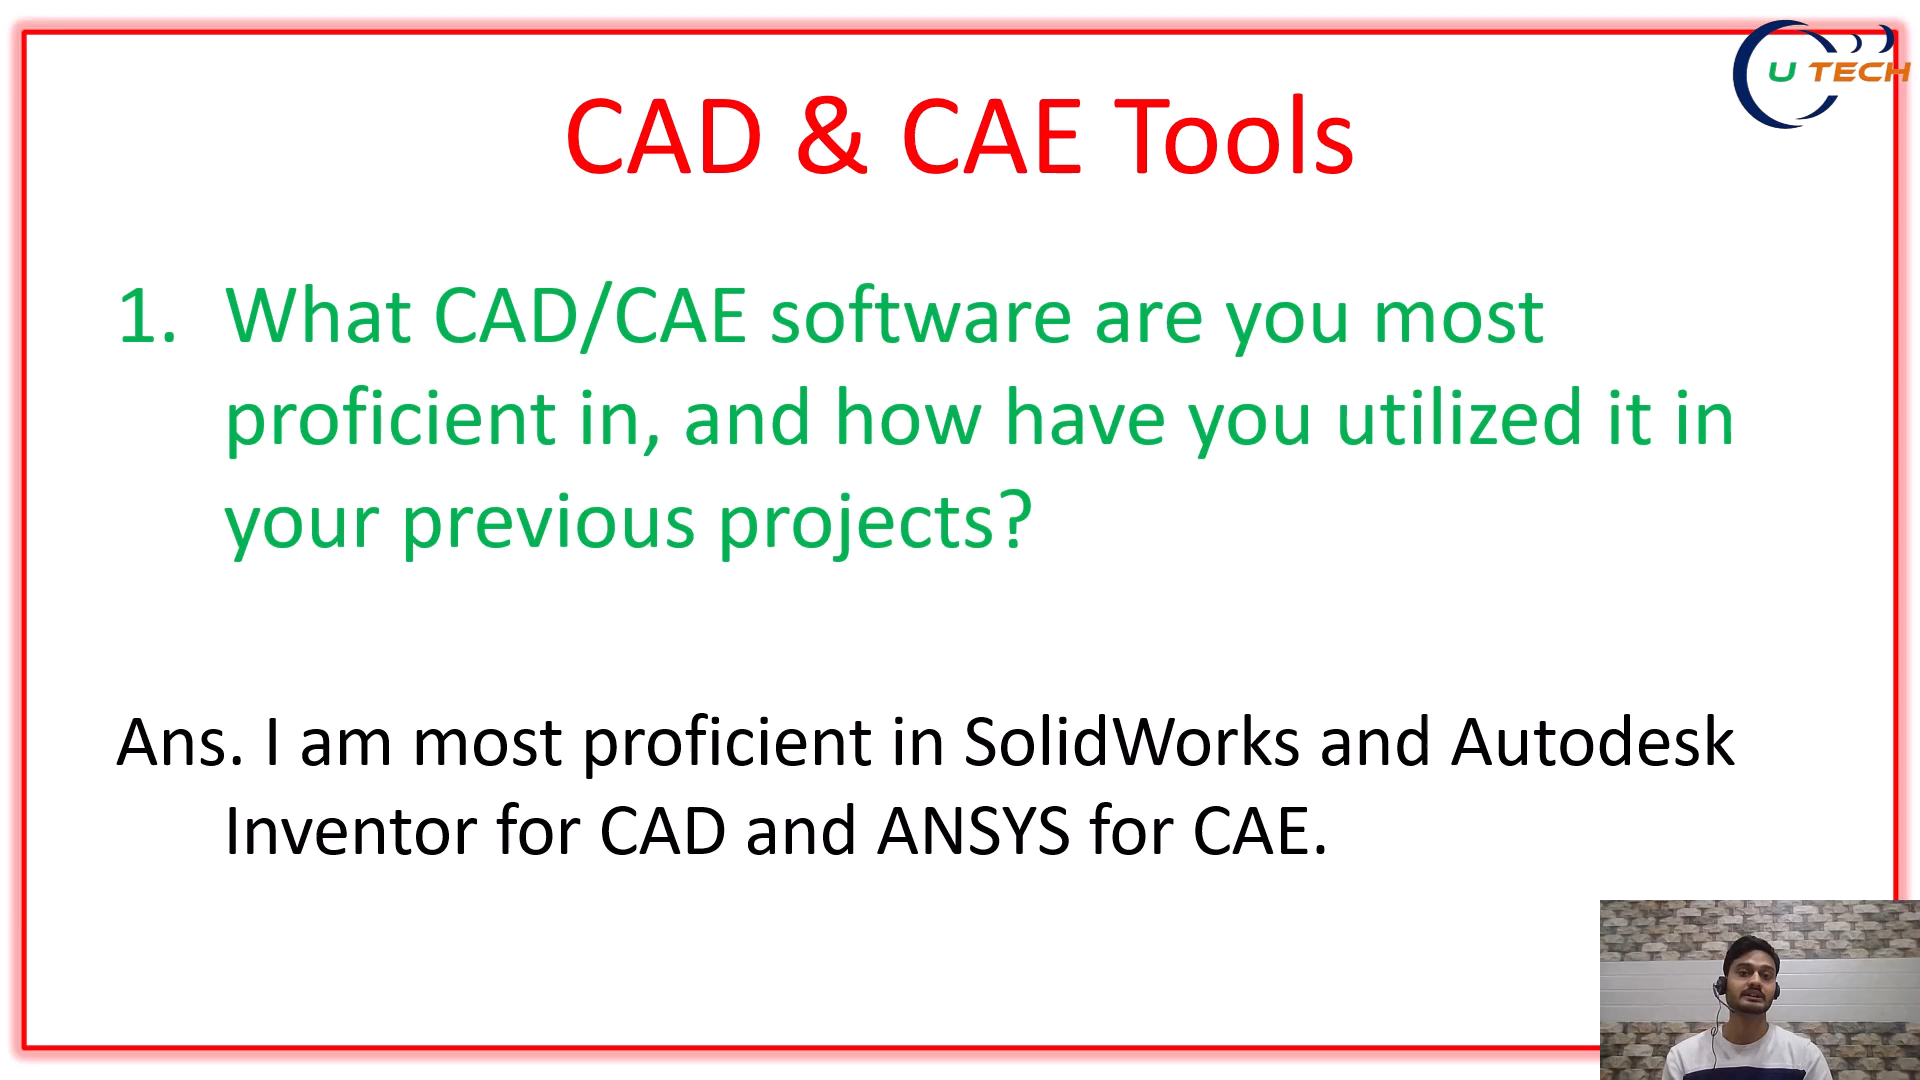 U TECH
CAD & CAE Tools
1. What CAD/CAE software are you most
proficient in, and how have you utilized it in
your previous projects?
Ans. I am most proficient in SolidWorks and Autodesk
Inventor for CAD and ANSYS for CAE.